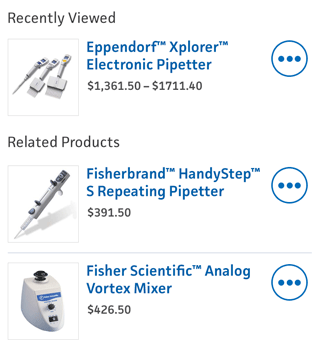 Recently Viewed
Eppendorf™ Xplorer™
Electronic Pipetter
$1,361.50 – $1711.40
Related Products
Fisherbrand™ HandyStep™
S Repeating Pipetter
$391.50
Fisher Scientific™ Analog
Vortex Mixer
$426.50